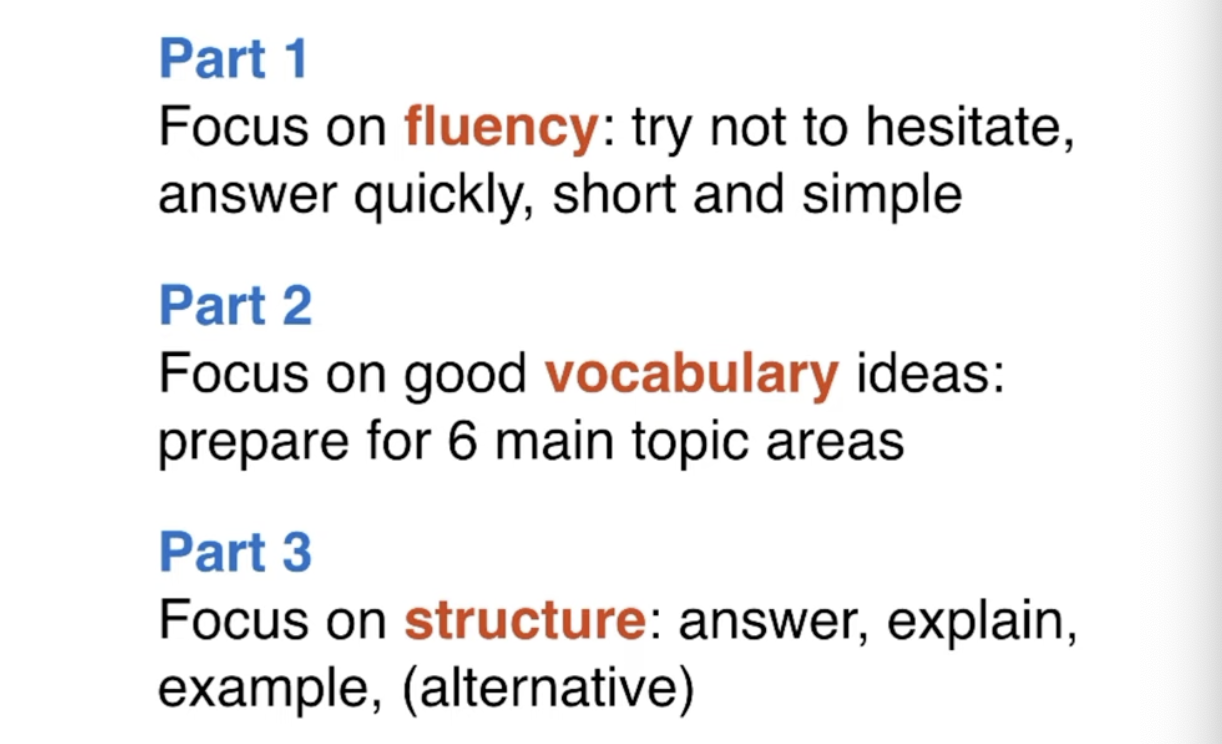 Part 1
Focus on fluency: try not to hesitate,
answer quickly, short and simple
Part 2
Focus on good vocabulary ideas:
prepare for 6 main topic areas
Part 3
Focus on structure: answer, explain,
example, (alternative)